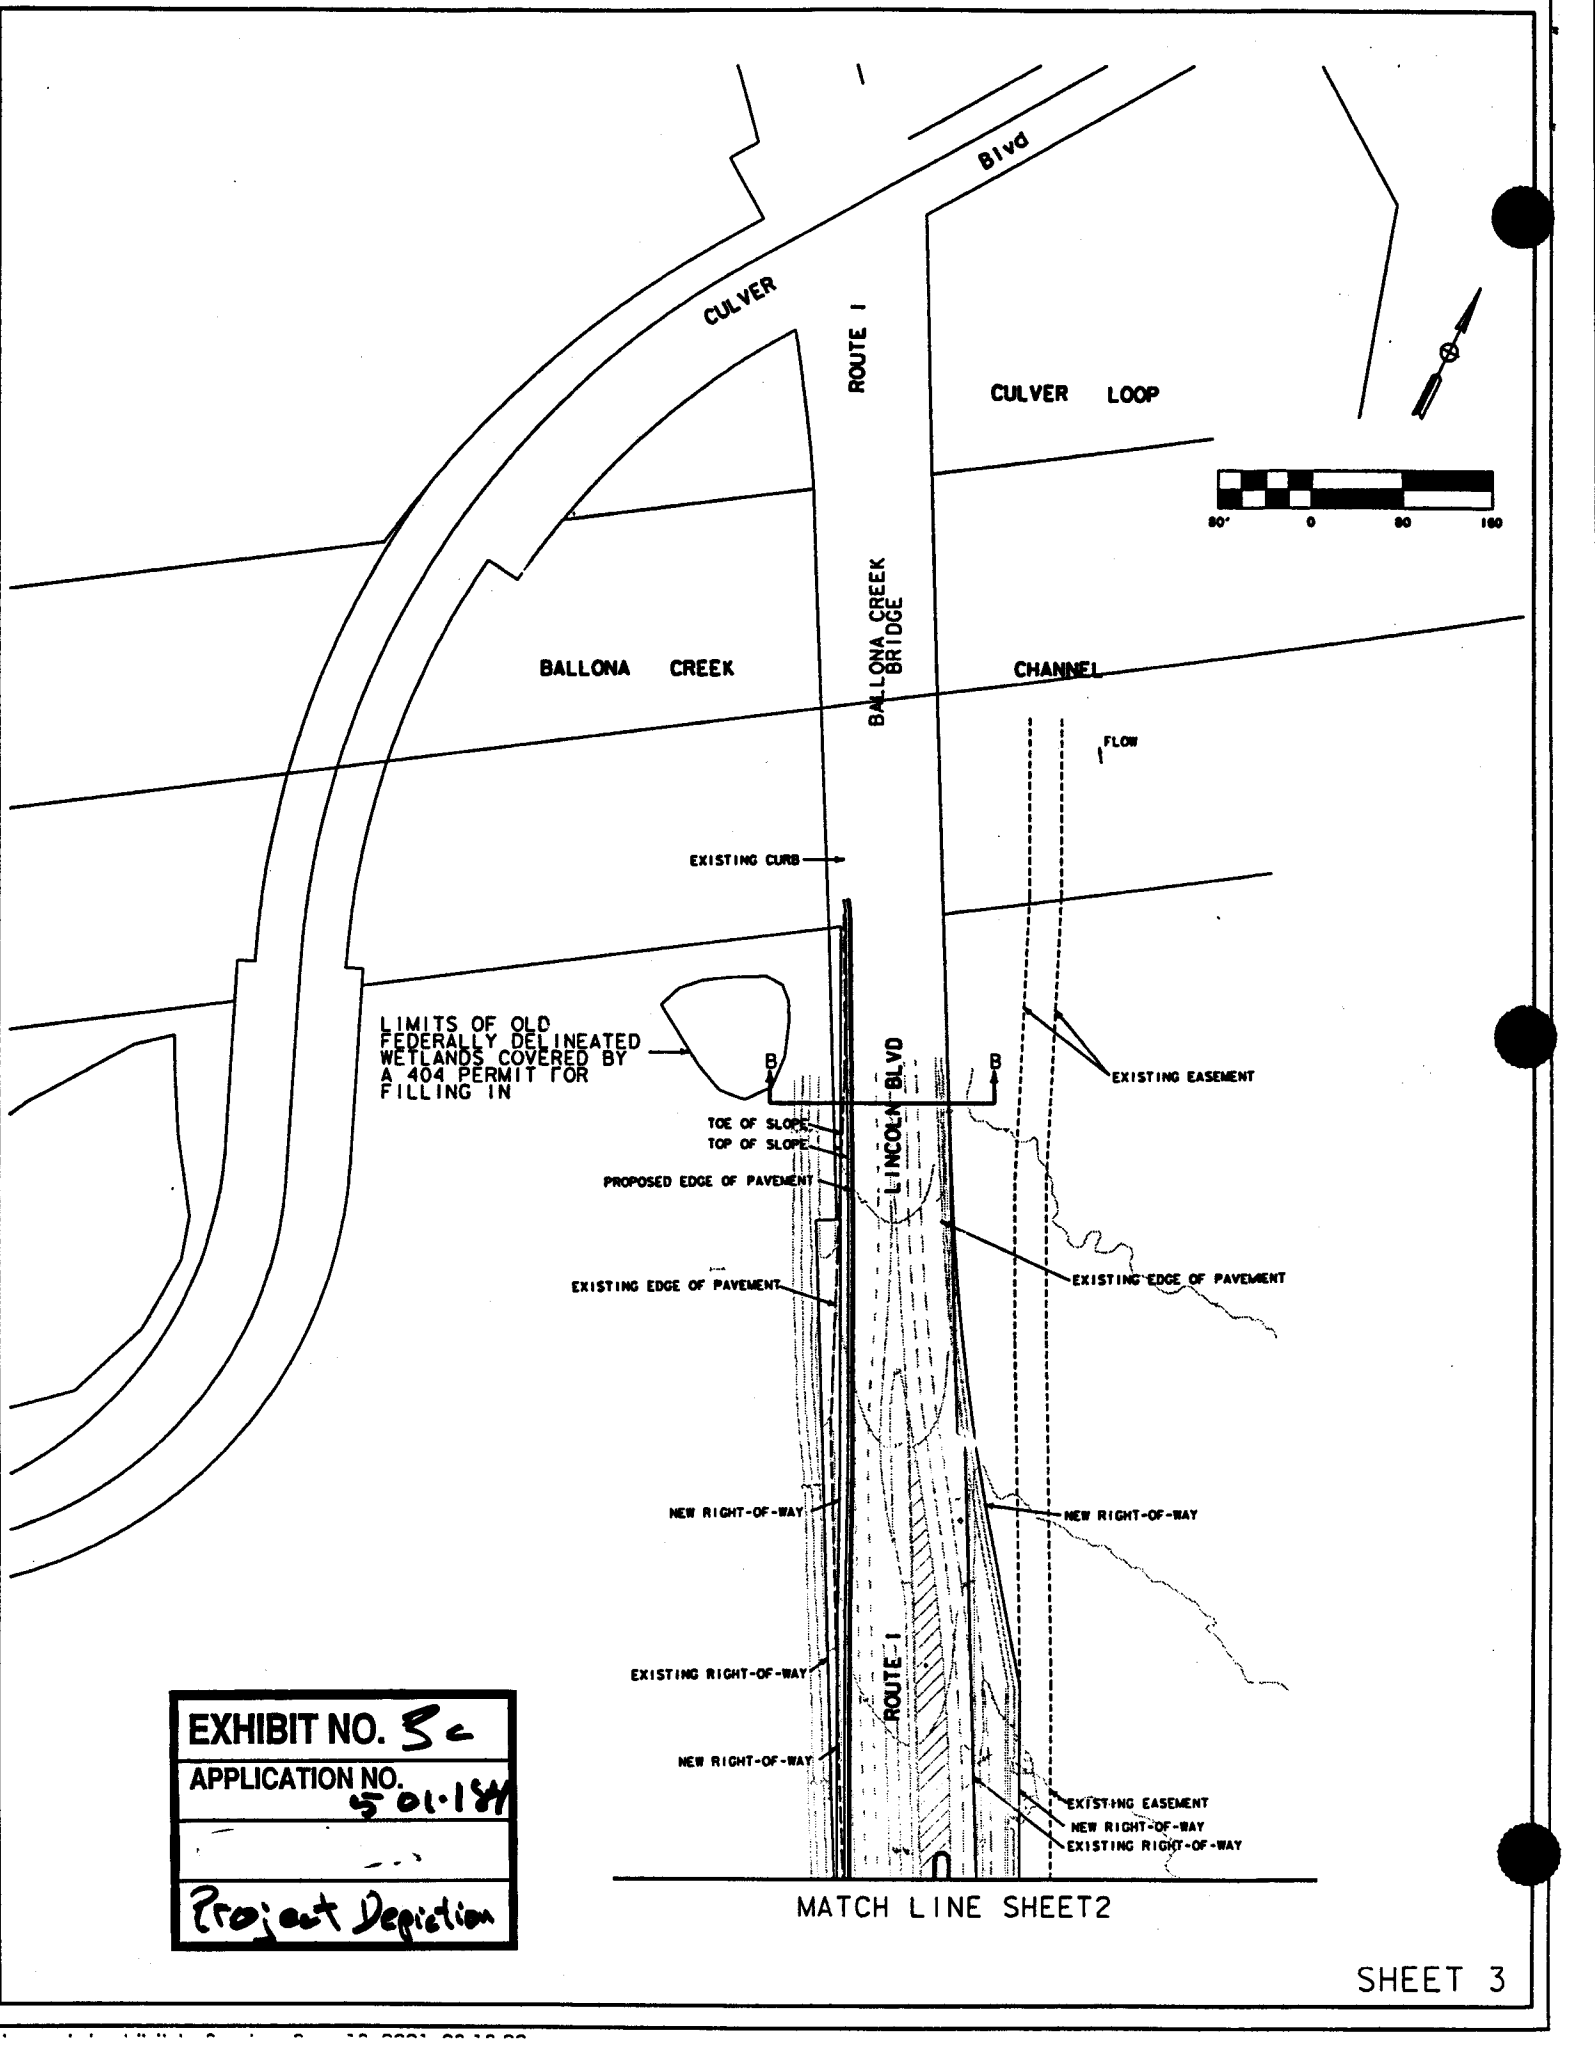 Blvd
CULVER
ROUTE 1
CULVER LOOP
80' 0 80 160
BALLONA CREEK
BRIDGE
BALLONA CREEK CHANNEL
FLOW
EXISTING CURB
LIMITS OF OLD
FEDERALLY DELINEATED
WETLANDS COVERED BY
A 404 PERMIT FOR
FILLING IN
B B
LINCOLN BLVD
EXISTING EASEMENT
TOE OF SLOPE
TOP OF SLOPE
PROPOSED EDGE OF PAVEMENT
EXISTING EDGE OF PAVEMENT
EXISTING EDGE OF PAVEMENT
NEW RIGHT-OF-WAY
NEW RIGHT-OF-WAY
ROUTE 1
EXISTING RIGHT-OF-WAY
NEW RIGHT-OF-WAY
EXISTING EASEMENT
NEW RIGHT-OF-WAY
EXISTING RIGHT-OF-WAY
MATCH LINE SHEET2
EXHIBIT NO. 3c
APPLICATION NO.
5 01-184
Project Depiction
SHEET 3